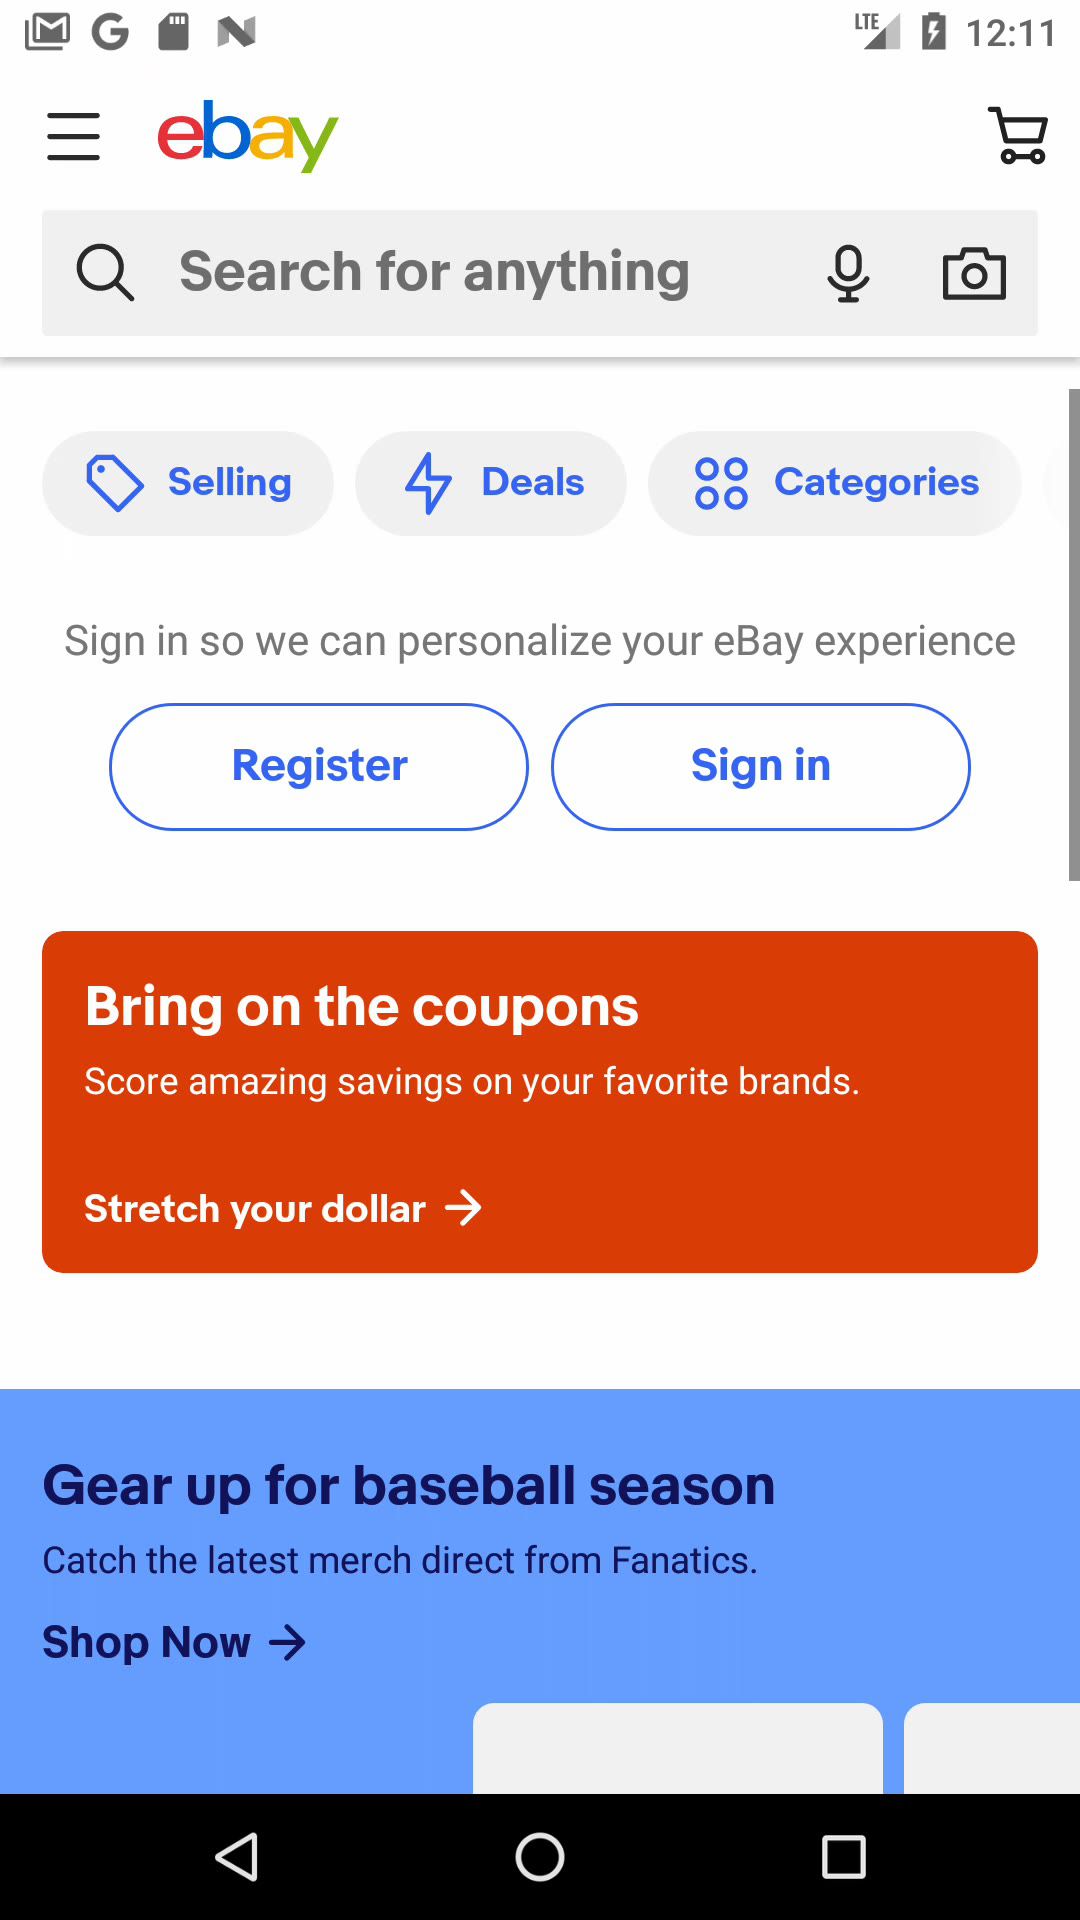 LTE 12:11
ebay
Search for anything
Selling Deals Categories
Sign in so we can personalize your eBay experience
Register Sign in
Bring on the coupons
Score amazing savings on your favorite brands.
Stretch your dollar
Gear up for baseball season
Catch the latest merch direct from Fanatics.
Shop Now